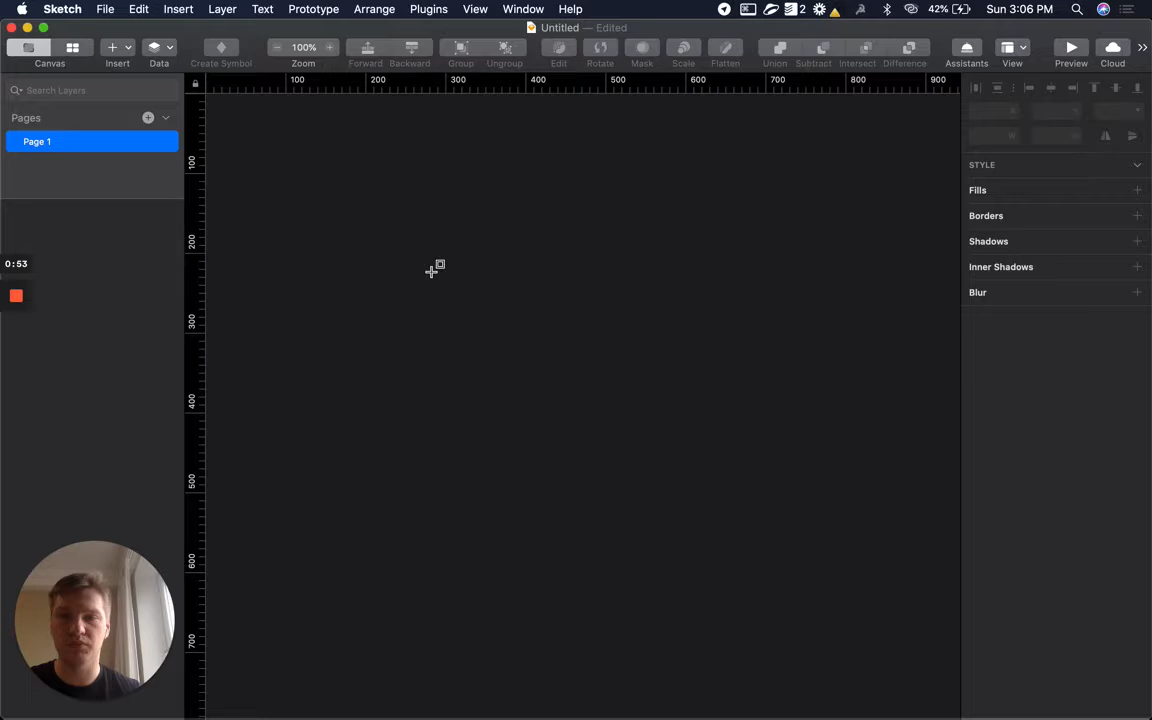 Sketch File Edit Insert Layer Text Prototype Arrange Plugins View Window Help 2 42% Sun 3:06 PM
Untitled — Edited
100%
Canvas Insert Data Create Symbol Zoom Forward Backward Group Ungroup Edit Rotate Mask Scale Flatten Union Subtract Intersect Difference Assistants View Preview Cloud
100 200 300 400 500 600 700 800 900
Search Layers
Pages
Page 1
100
200
300
400
500
600
700
0:53
X Y
W H
STYLE
Fills
Borders
Shadows
Inner Shadows
Blur